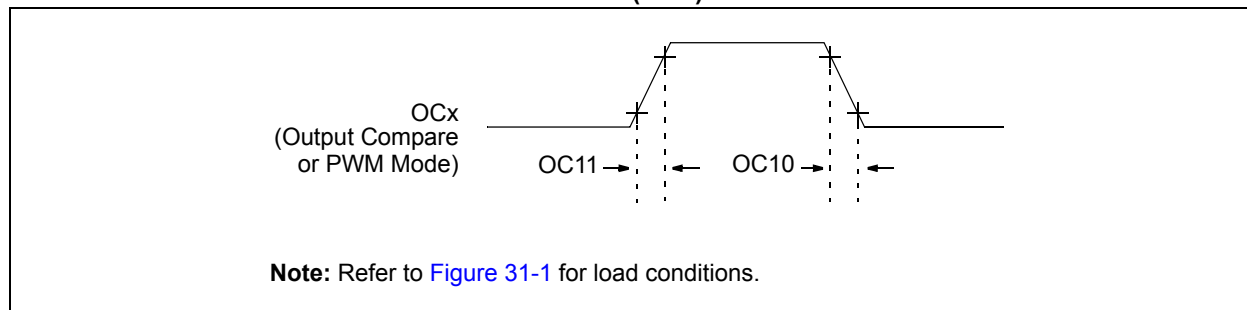 OCx
(Output Compare
or PWM Mode)
OC11
OC10
Note: Refer to Figure 31-1 for load conditions.